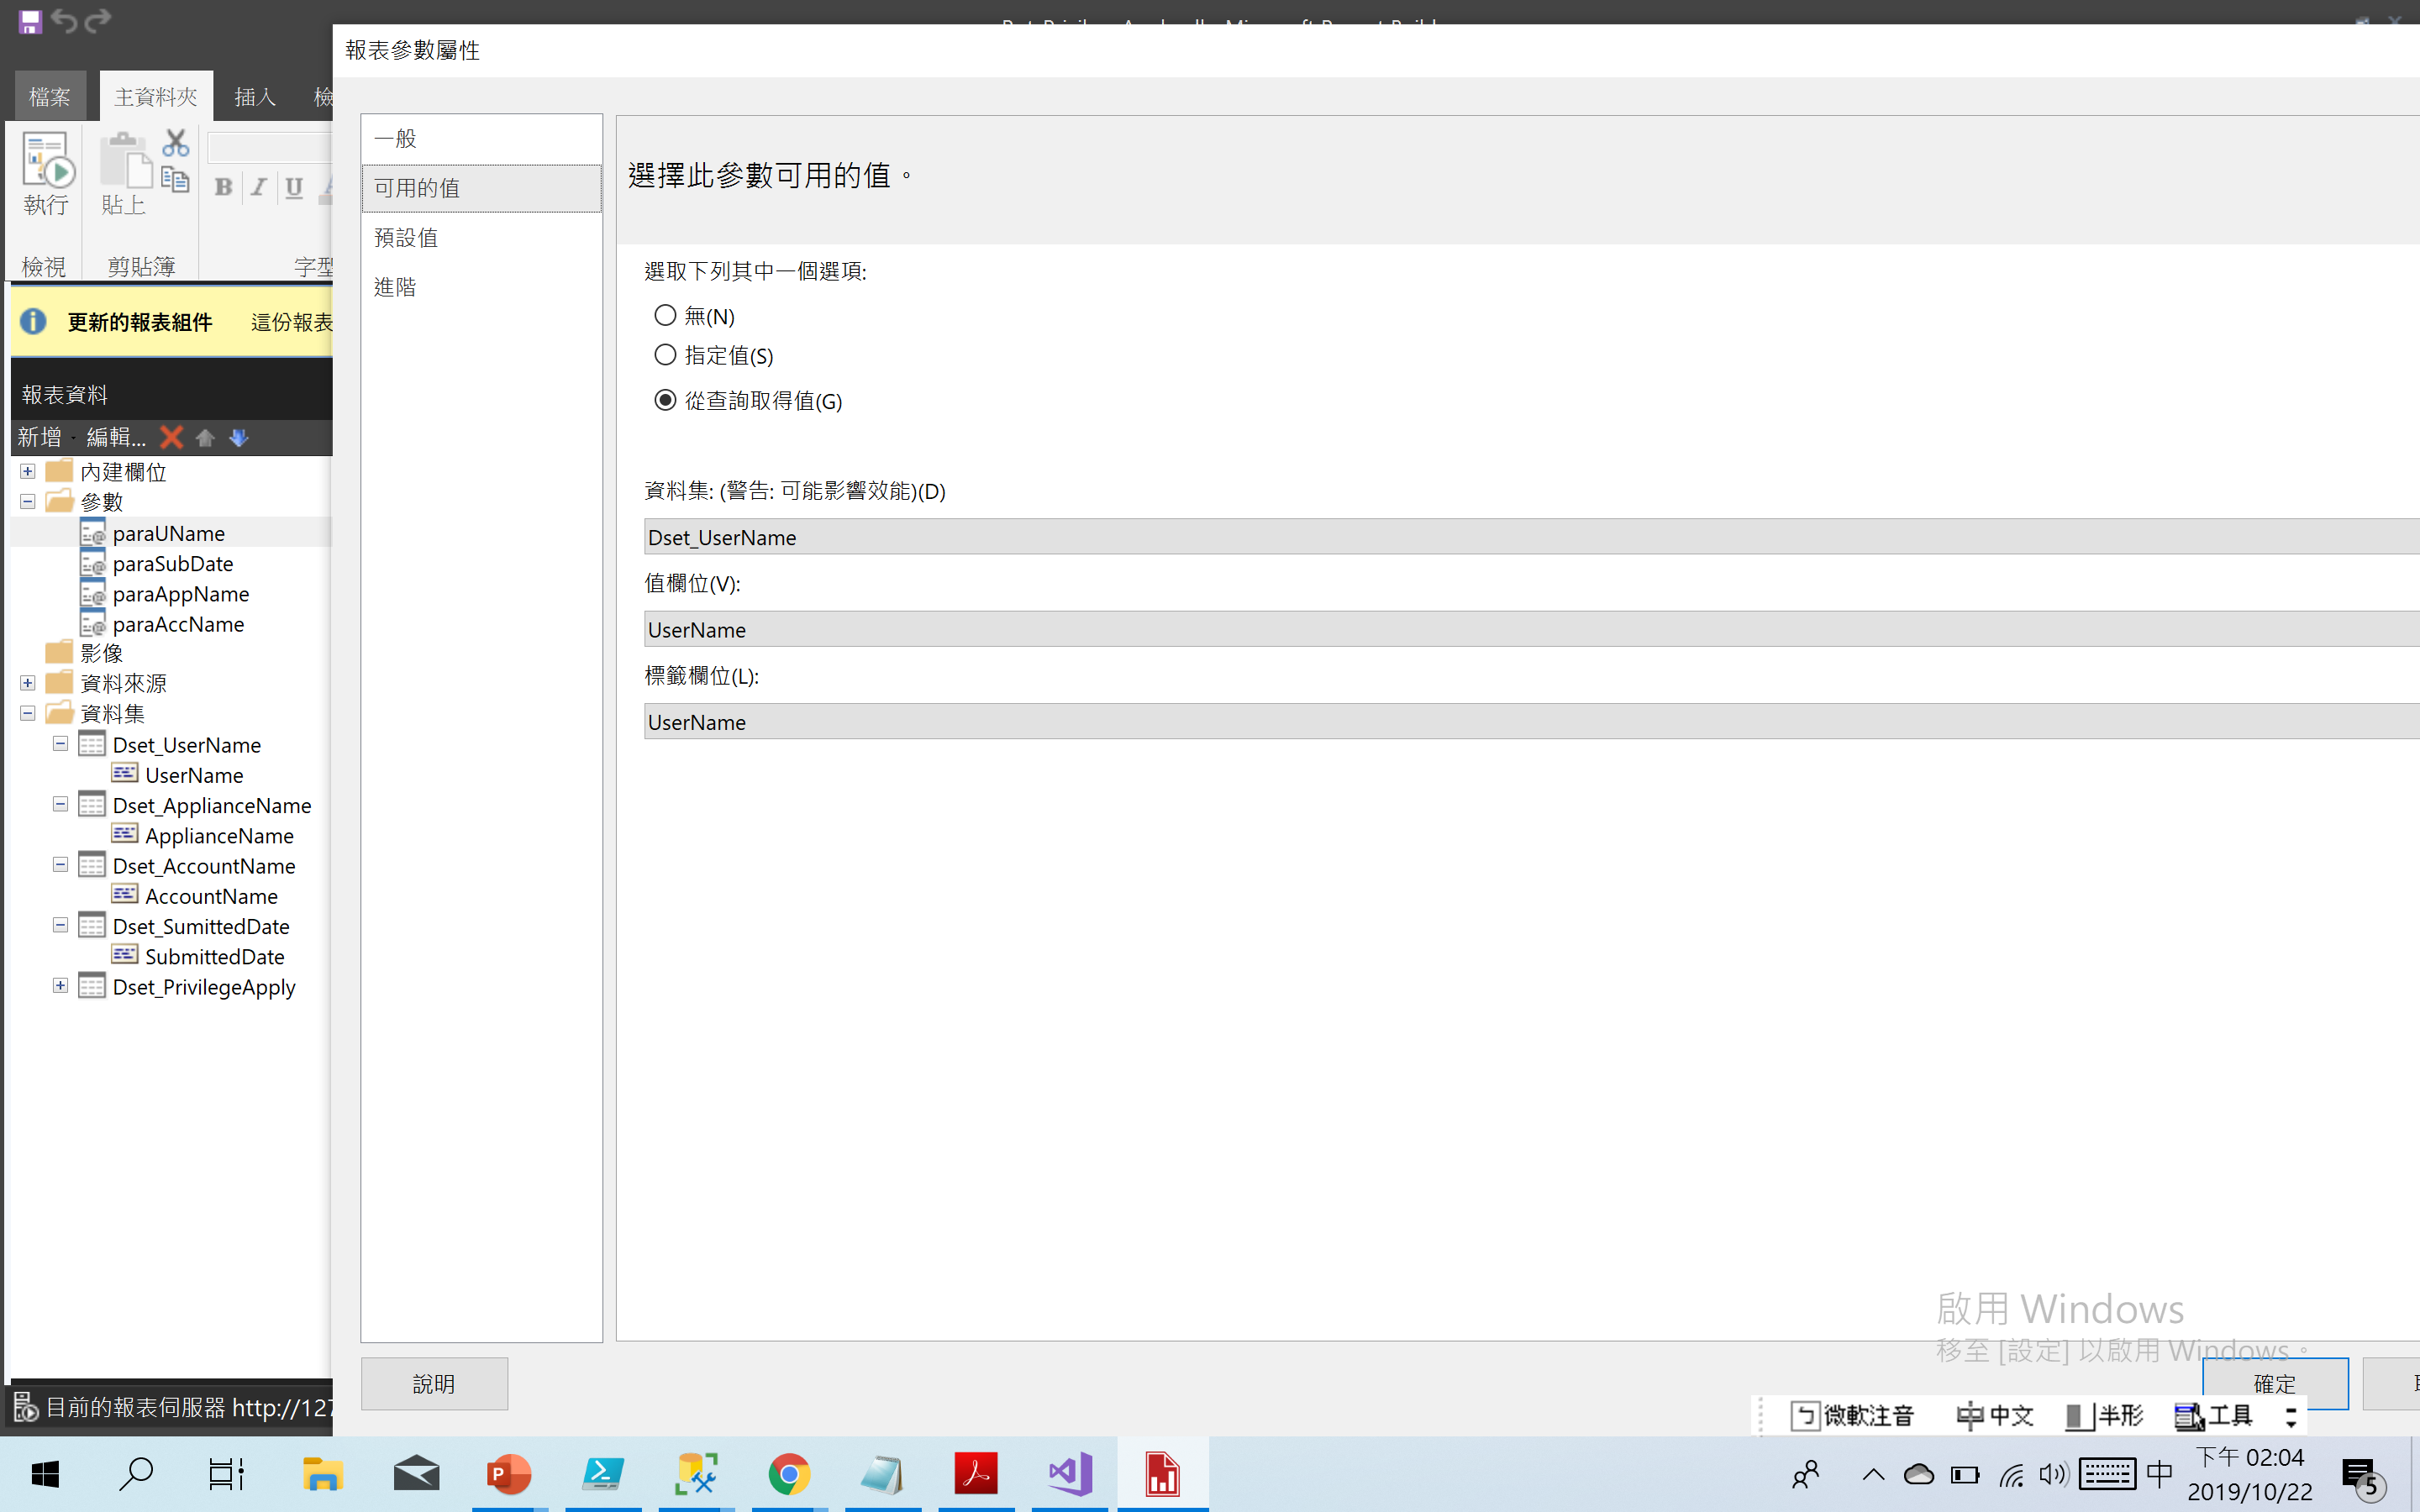 報表參數屬性
檔案
主資料夾
插入
執行
貼上
B I U
檢視
剪貼簿
字型
更新的報表組件
這份報表
報表資料
新增
編輯...
內建欄位
參數
paraUName
paraSubDate
paraAppName
paraAccName
影像
資料來源
資料集
Dset_UserName
UserName
Dset_ApplianceName
ApplianceName
Dset_AccountName
AccountName
Dset_SumittedDate
SubmittedDate
Dset_PrivilegeApply
目前的報表伺服器 http://127
一般
可用的值
預設值
進階
選擇此參數可用的值。
選取下列其中一個選項:
無(N)
指定值(S)
從查詢取得值(G)
資料集: (警告: 可能影響效能)(D)
Dset_UserName
值欄位(V):
UserName
標籤欄位(L):
UserName
說明
確定
啟用 Windows
移至 [設定] 以啟用 Windows。
ㄅ 微軟注音
中 中文
半形
工具
中
下午 02:04
2019/10/22
5